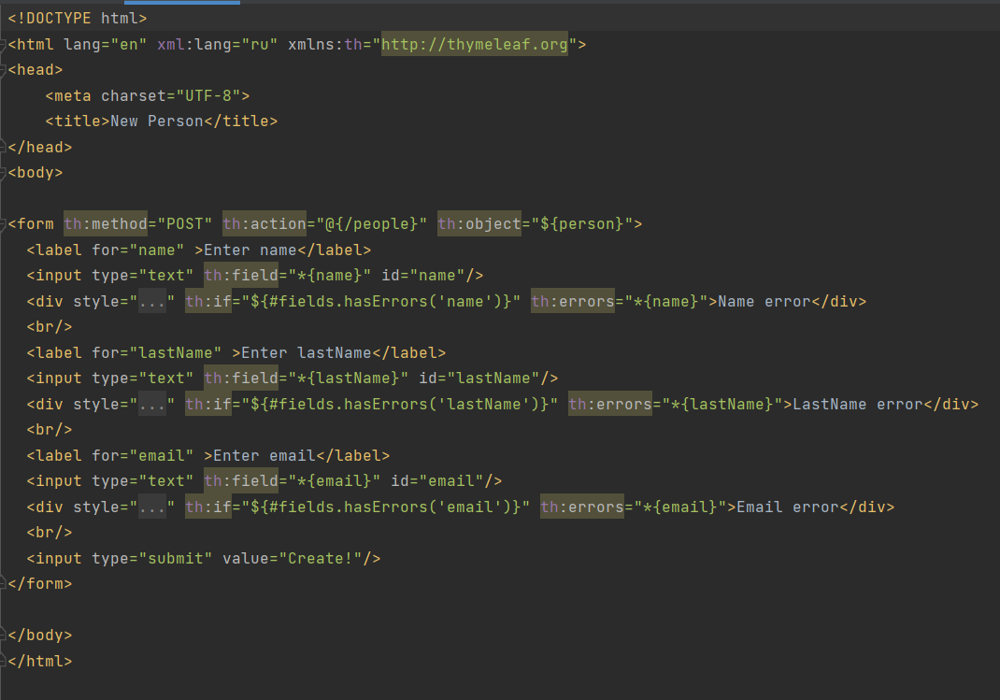 <!DOCTYPE html>
<html lang="en" xml:lang="ru" xmlns:th="http://thymeleaf.org">
<head>
    <meta charset="UTF-8">
    <title>New Person</title>
</head>
<body>

<form th:method="POST" th:action="@{/people}" th:object="${person}">
  <label for="name" >Enter name</label>
  <input type="text" th:field="*{name}" id="name"/>
  <div style="..." th:if="${#fields.hasErrors('name')}" th:errors="*{name}">Name error</div>
  <br/>
  <label for="lastName" >Enter lastName</label>
  <input type="text" th:field="*{lastName}" id="lastName"/>
  <div style="..." th:if="${#fields.hasErrors('lastName')}" th:errors="*{lastName}">LastName error</div>
  <br/>
  <label for="email" >Enter email</label>
  <input type="text" th:field="*{email}" id="email"/>
  <div style="..." th:if="${#fields.hasErrors('email')}" th:errors="*{email}">Email error</div>
  <br/>
  <input type="submit" value="Create!"/>
</form>

</body>
</html>